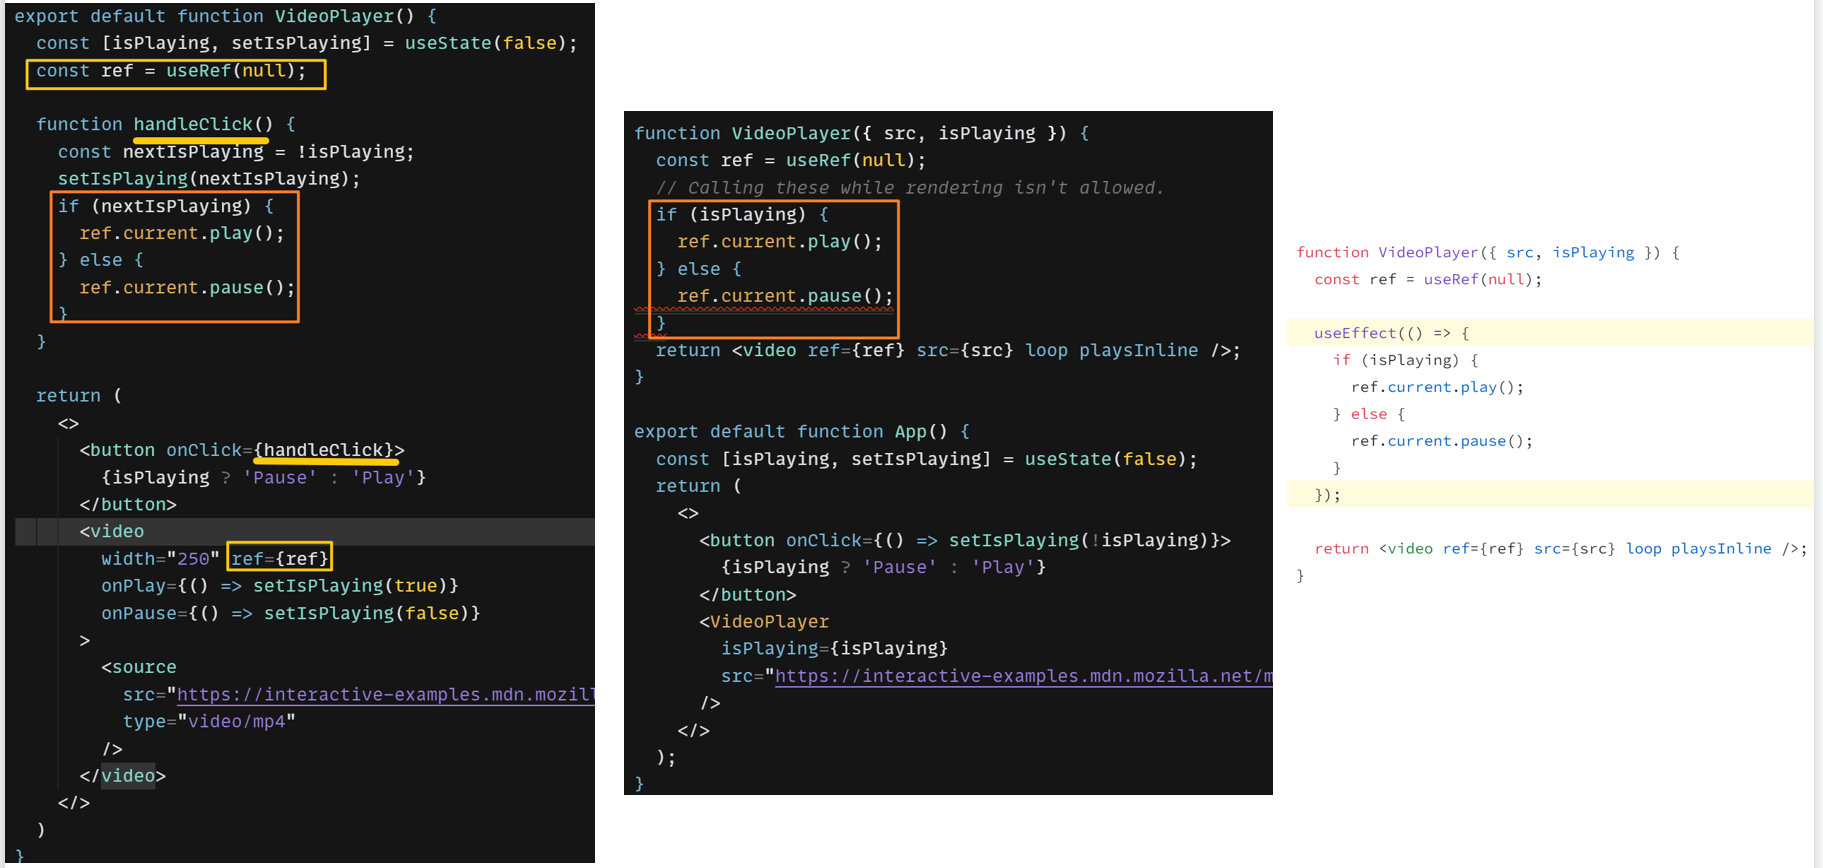 export default function VideoPlayer() {
const [isPlaying, setIsPlaying] = useState(false);
const ref = useRef(null);
function handleClick() {
const nextIsPlaying = !isPlaying;
setIsPlaying(nextIsPlaying);
if (nextIsPlaying) {
ref.current.play();
} else {
ref.current.pause();
}
}
return (
<>
<button onClick={handleClick}>
{isPlaying ? 'Pause' : 'Play'}
</button>
<video
width="250" ref={ref}
onPlay={() => setIsPlaying(true)}
onPause={() => setIsPlaying(false)}
>
<source
src="https://interactive-examples.mdn.mozill
type="video/mp4"
/>
</video>
</>
)
}
function VideoPlayer({ src, isPlaying }) {
const ref = useRef(null);
// Calling these while rendering isn't allowed.
if (isPlaying) {
ref.current.play();
} else {
ref.current.pause();
}
return <video ref={ref} src={src} loop playsInline />;
}
export default function App() {
const [isPlaying, setIsPlaying] = useState(false);
return (
<>
<button onClick={() => setIsPlaying(!isPlaying)}>
{isPlaying ? 'Pause' : 'Play'}
</button>
<VideoPlayer
isPlaying={isPlaying}
src="https://interactive-examples.mdn.mozilla.net/m
/>
</>
);
}
function VideoPlayer({ src, isPlaying }) {
const ref = useRef(null);
useEffect(() => {
if (isPlaying) {
ref.current.play();
} else {
ref.current.pause();
}
});
return <video ref={ref} src={src} loop playsInline />;
}